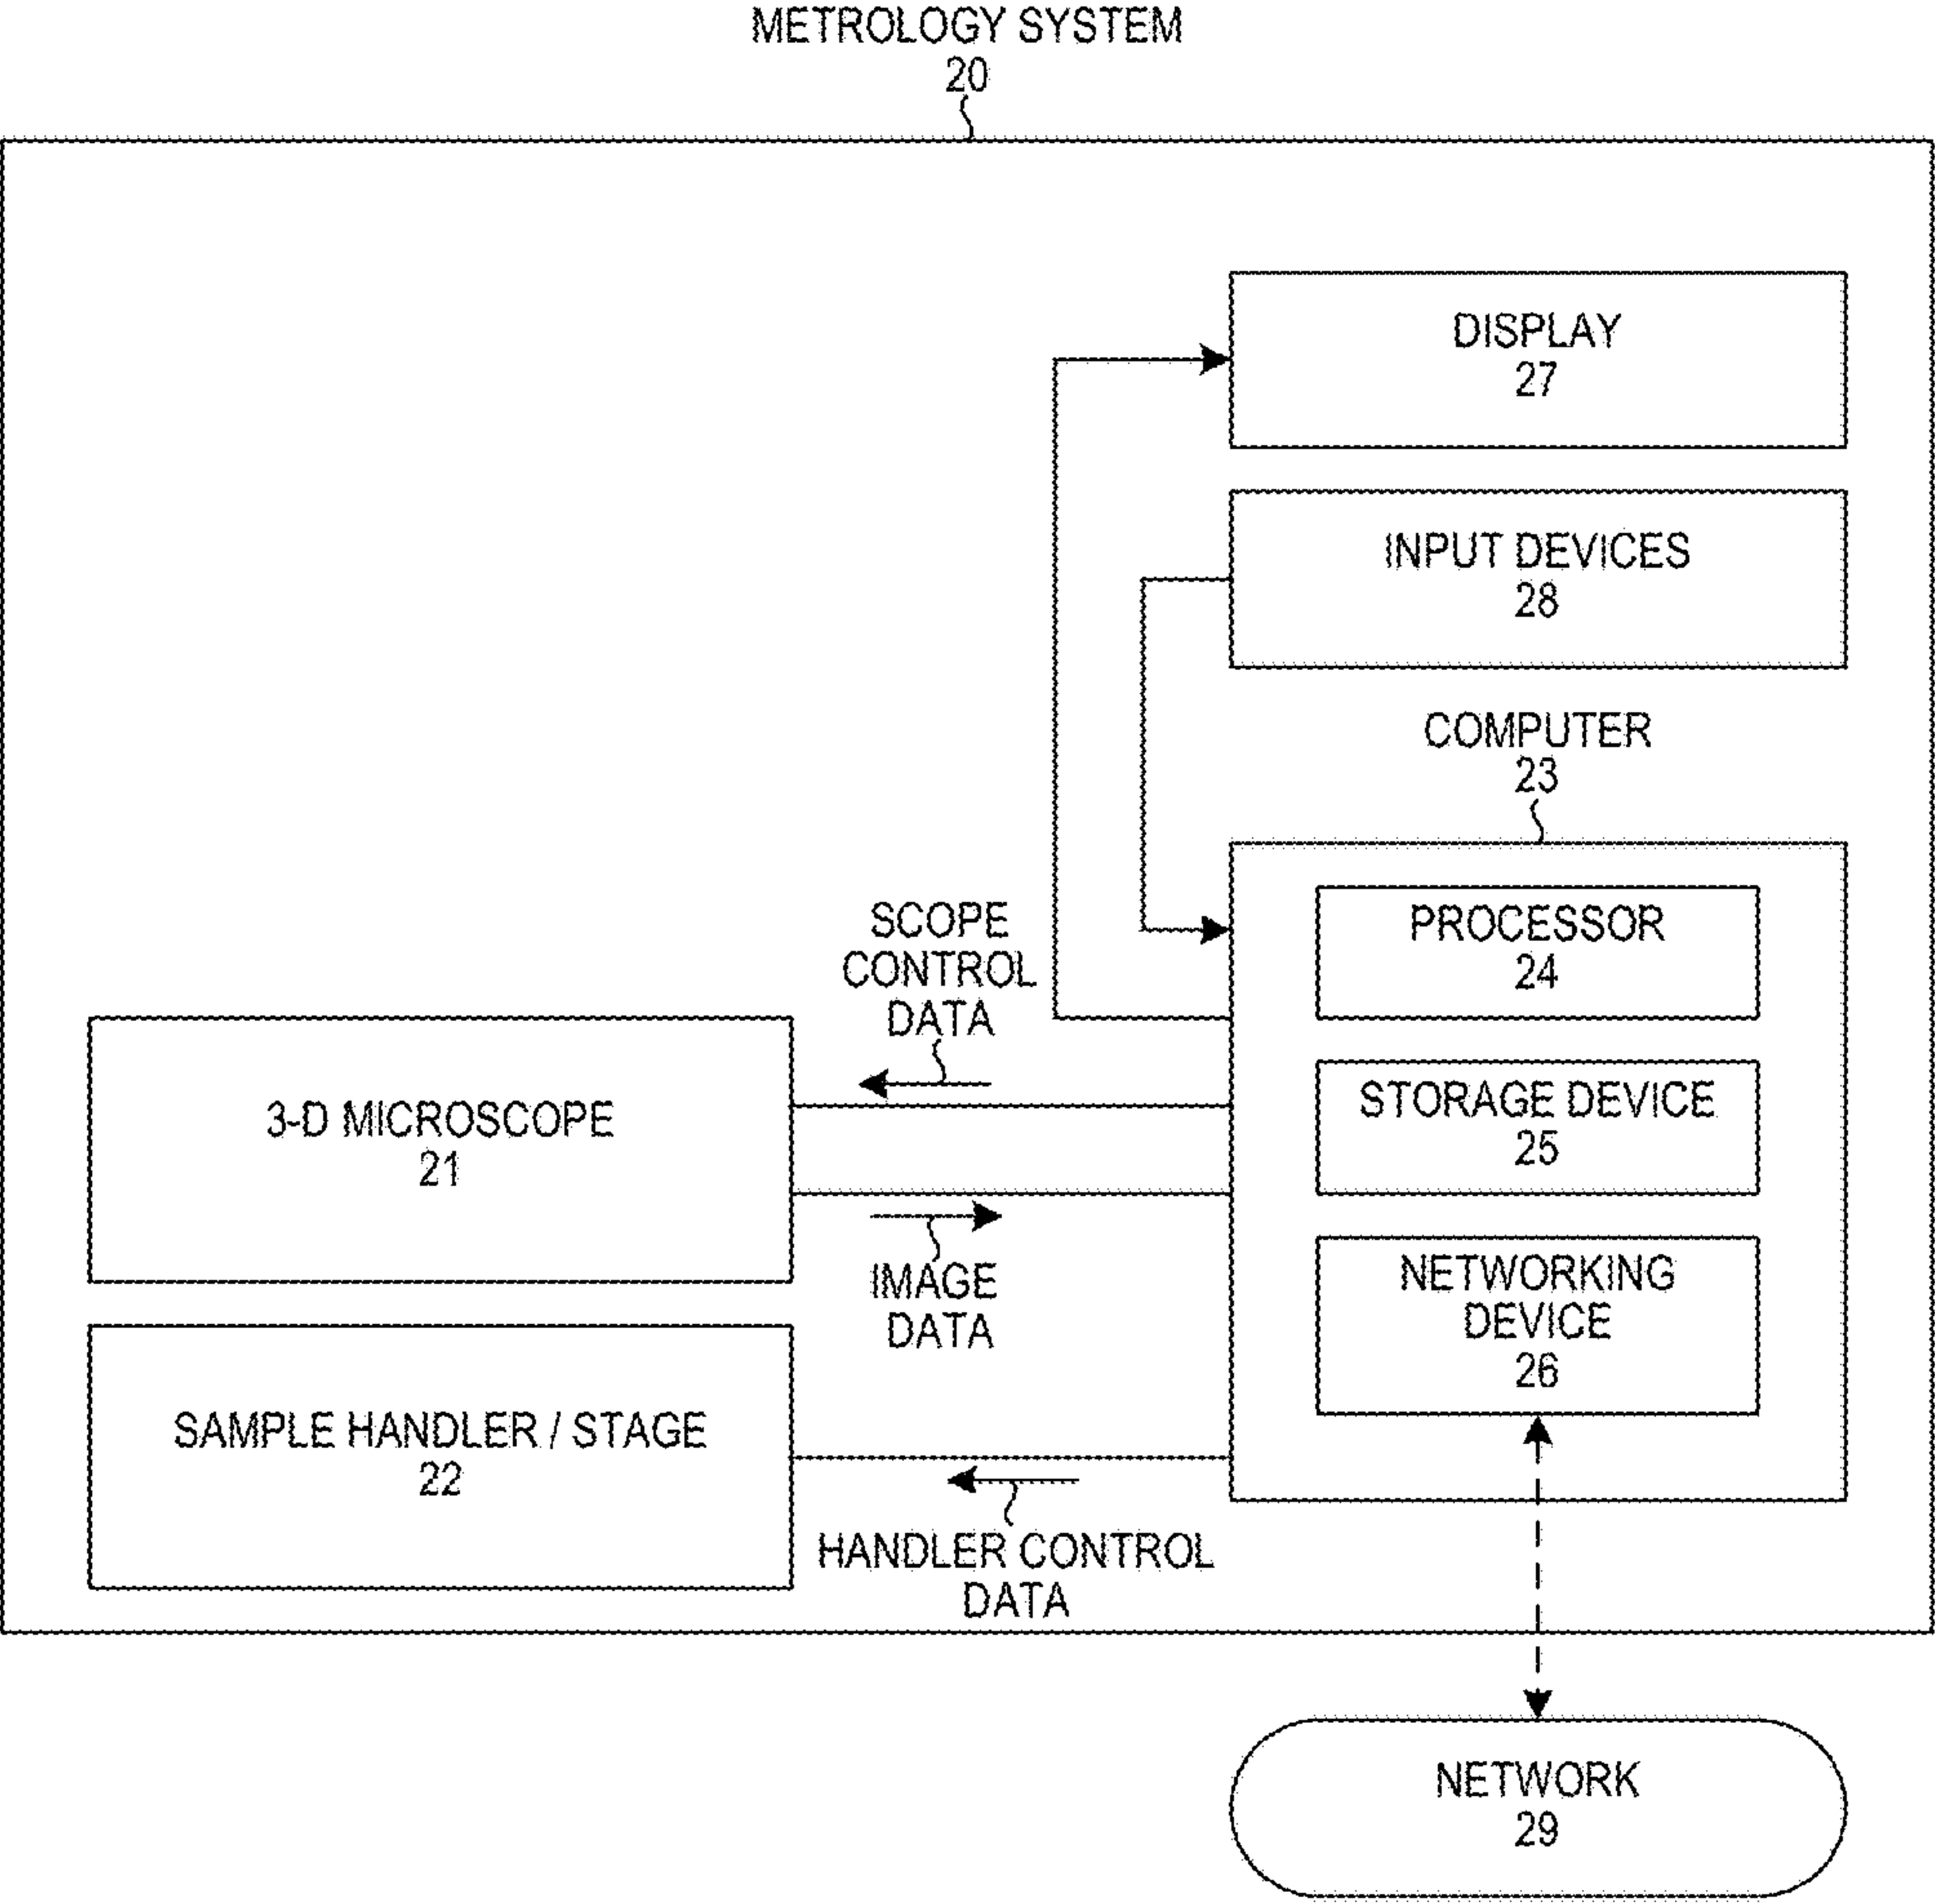 METROLOGY SYSTEM
20
DISPLAY
27
INPUT DEVICES
28
COMPUTER
23
PROCESSOR
24
SCOPE
CONTROL
DATA
STORAGE DEVICE
25
3-D MICROSCOPE
21
IMAGE
DATA
NETWORKING
DEVICE
26
SAMPLE HANDLER / STAGE
22
HANDLER CONTROL
DATA
NETWORK
29